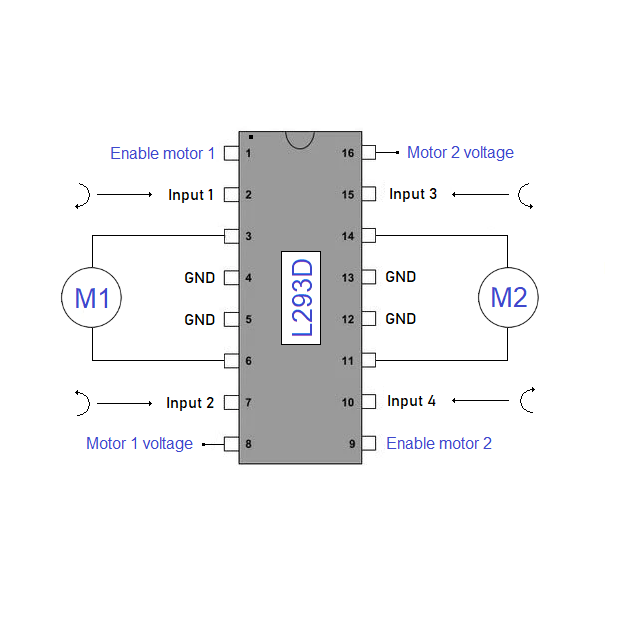 Enable motor 1
1
16
Motor 2 voltage
Input 1
2
15
Input 3
3
14
M1
GND
4
L293D
13
GND
M2
GND
5
12
GND
6
11
Input 2
7
10
Input 4
Motor 1 voltage
8
9
Enable motor 2